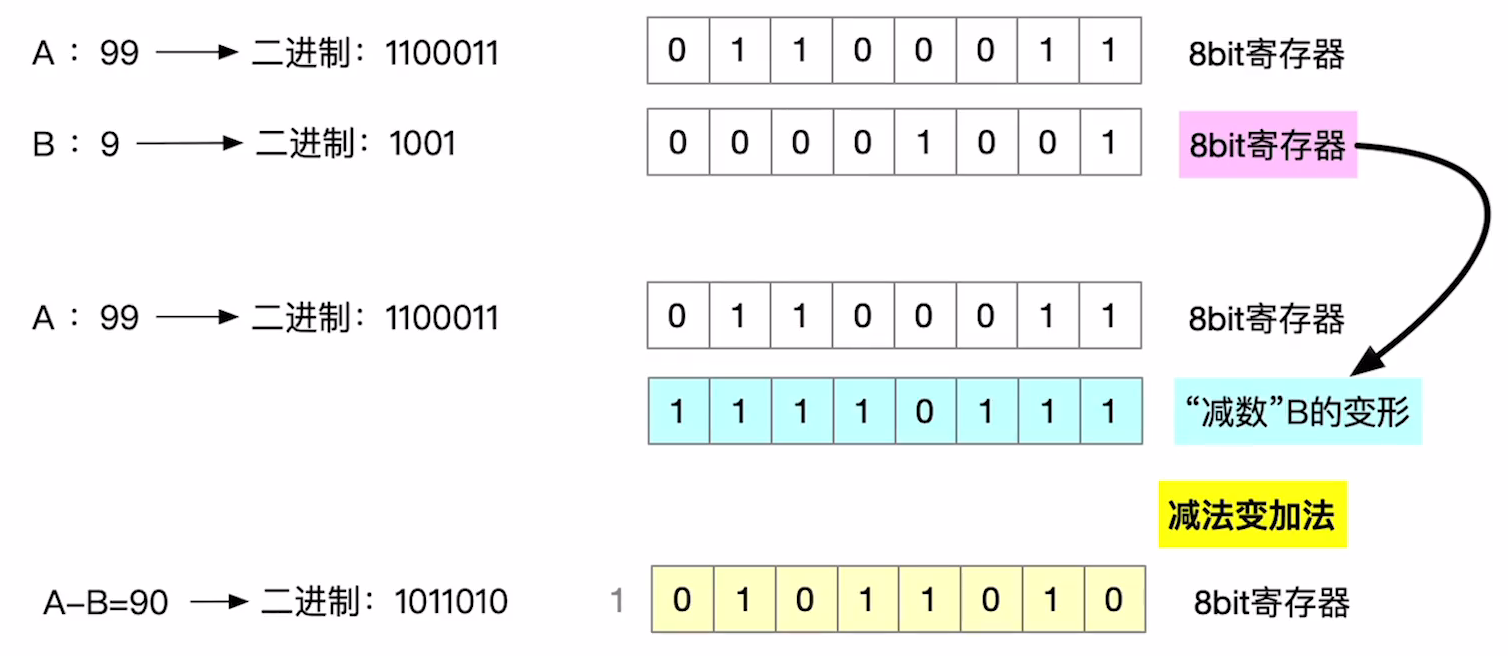 A：99 二进制：1100011 0 1 1 0 0 0 1 1 8bit寄存器
B：9 二进制：1001 0 0 0 0 1 0 0 1 8bit寄存器
A：99 二进制：1100011 0 1 1 0 0 0 1 1 8bit寄存器
1 1 1 1 0 1 1 1 “减数”B的变形
减法变加法
A-B=90 二进制：1011010 1 0 1 0 1 1 0 1 0 8bit寄存器